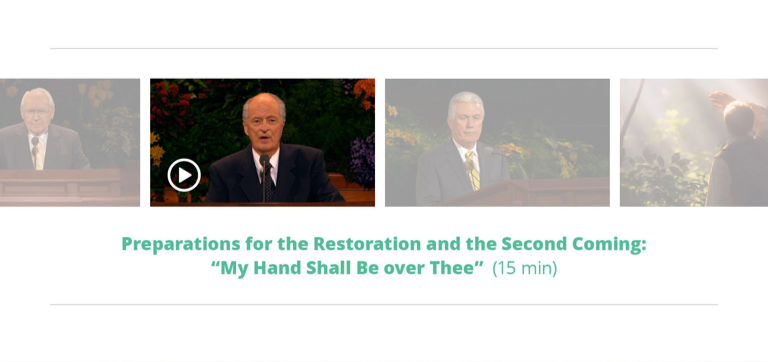 Preparations for the Restoration and the Second Coming:
“My Hand Shall Be over Thee” (15 min)